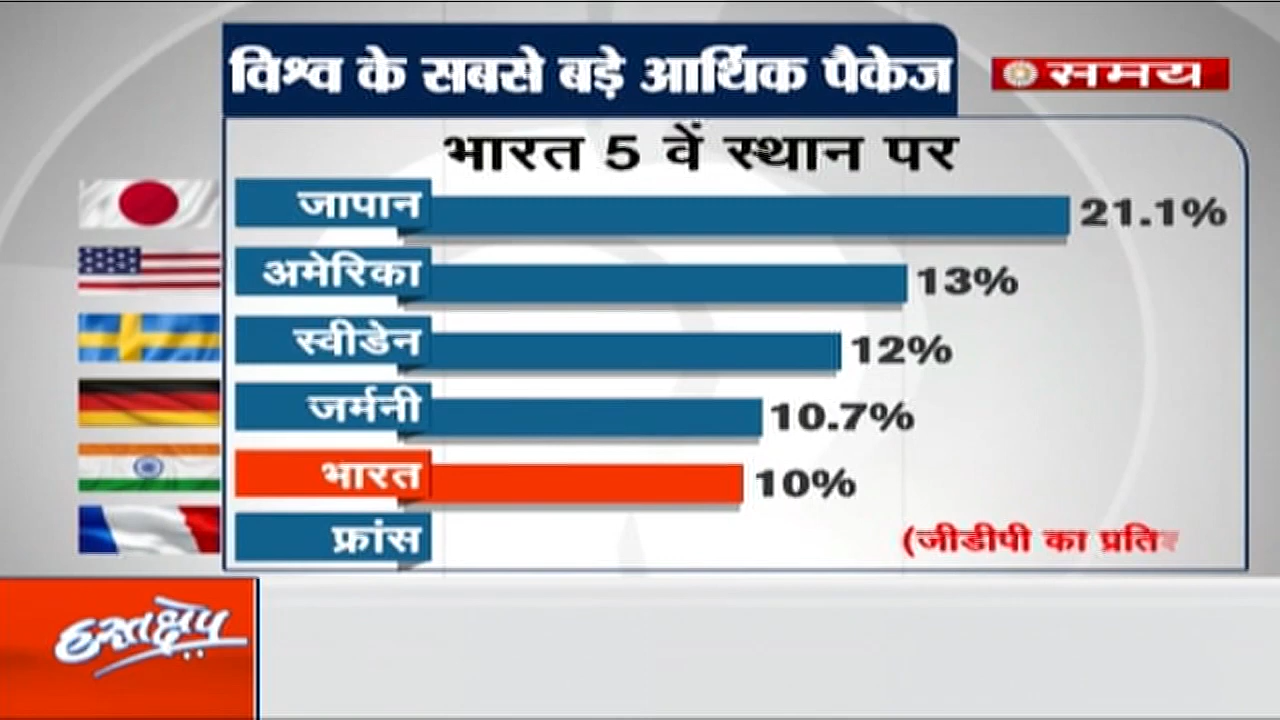 विश्व के सबसे बड़े आर्थिक पैकेज
समय
भारत 5 वें स्थान पर
जापान 21.1%
अमेरिका 13%
स्वीडेन 12%
जर्मनी 10.7%
भारत 10%
फ्रांस
(जीडीपी का प्रति
हस्तक्षेप